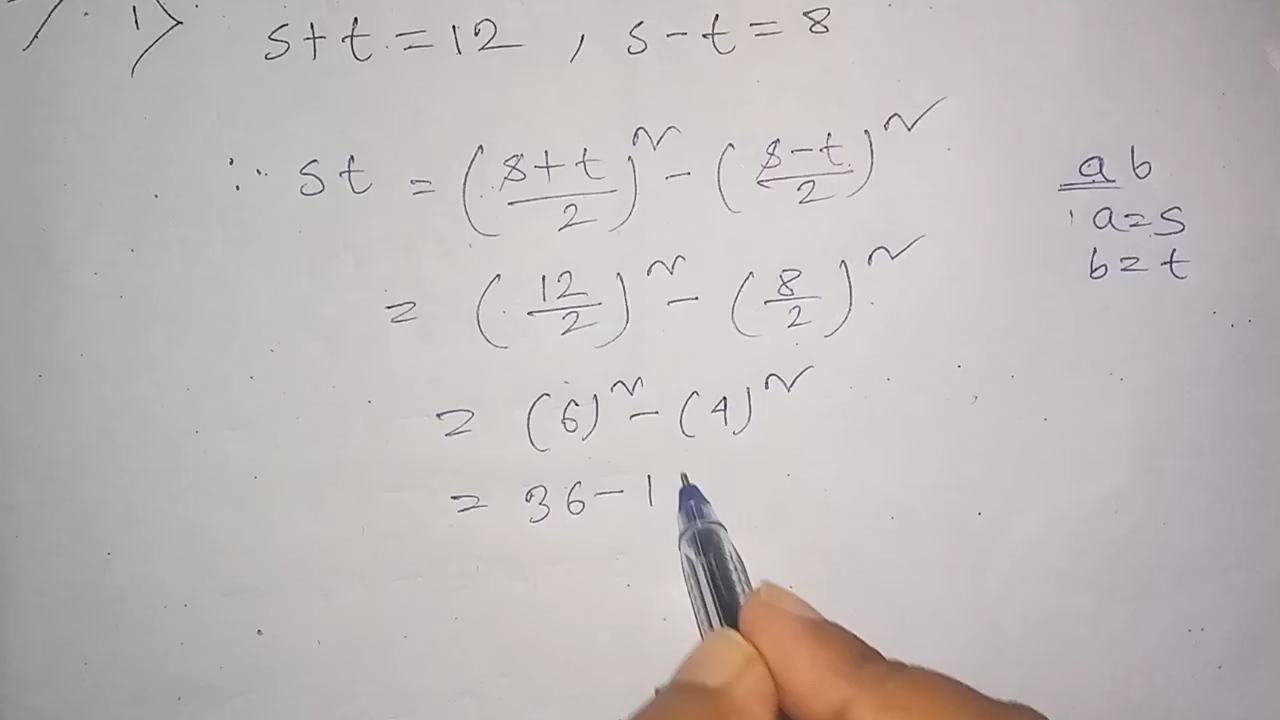 1) s+t=12 , s-t=8
∴ st = (s+t/2)² - (s-t/2)²
= (12/2)² - (8/2)²
= (6)² - (4)²
= 36-1
ab
a=s
b=t